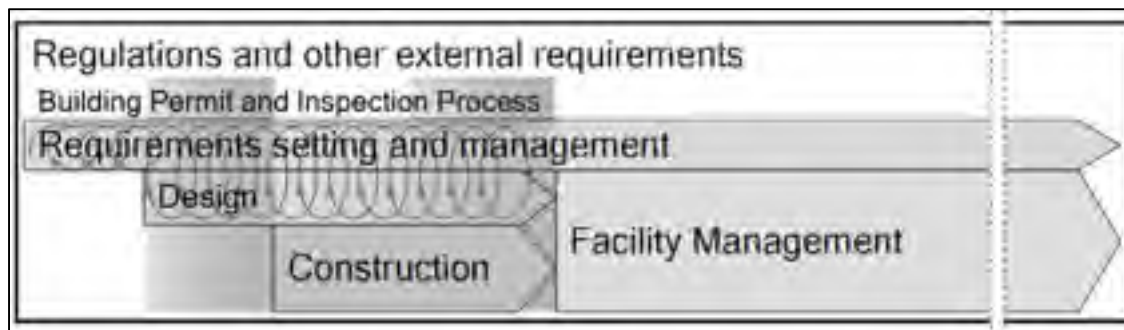 Regulations and other external requirements
Building Permit and Inspection Process
Requirements setting and management
Design
Facility Management
Construction